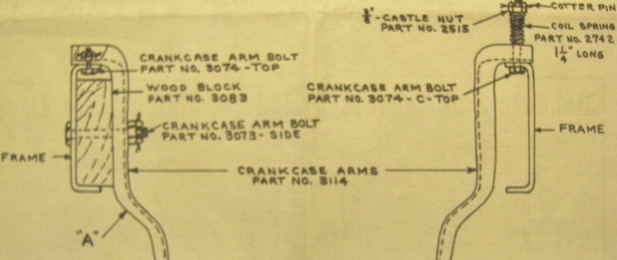 COTTER PIN
3/8"-CASTLE NUT
PART NO. 2515
COIL SPRING
PART NO. 2742
1 1/4" LONG
CRANKCASE ARM BOLT
PART NO. 3074-TOP
WOOD BLOCK
PART NO. 3083
CRANKCASE ARM BOLT
PART NO. 3074-C-TOP
CRANKCASE ARM BOLT
PART NO. 3073-SIDE
FRAME
FRAME
CRANKCASE ARMS
PART NO. 3114
"A"